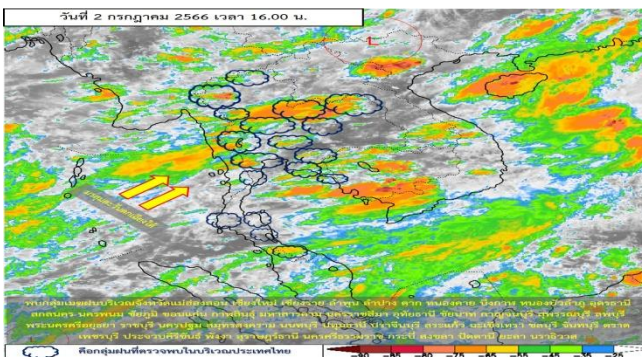 วันที่ 2 กรกฎาคม 2566 เวลา 16.00 น.
L
พบกลุ่มเมฆฝนบริเวณจังหวัดแม่ฮ่องสอน เชียงใหม่ เชียงราย ลำพูน ลำปาง ตาก หนองคาย บึงกาฬ หนองบัวลำภู อุดรธานี
สกลนคร นครพนม ชัยภูมิ ขอนแก่น กาฬสินธุ์ มหาสารคาม นครราชสีมา อุทัยธานี ชัยนาท กาญจนบุรี สุพรรณบุรี ลพบุรี
พระนครศรีอยุธยา ราชบุรี นครปฐม สมุทรสงคราม นนทบุรี ปทุมธานี ปราจีนบุรี สระแก้ว ฉะเชิงเทรา ชลบุรี จันทบุรี ตราด
เพชรบุรี ประจวบคีรีขันธ์ พังงา สุราษฎร์ธานี นครศรีธรรมราช กระบี่ สงขลา ปัตตานี ยะลา นราธิวาส
คือกลุ่มฝนที่ตรวจพบในบริเวณประเทศไทย
-90 -85 -80 -75 -65 -55 -45 -30 -20